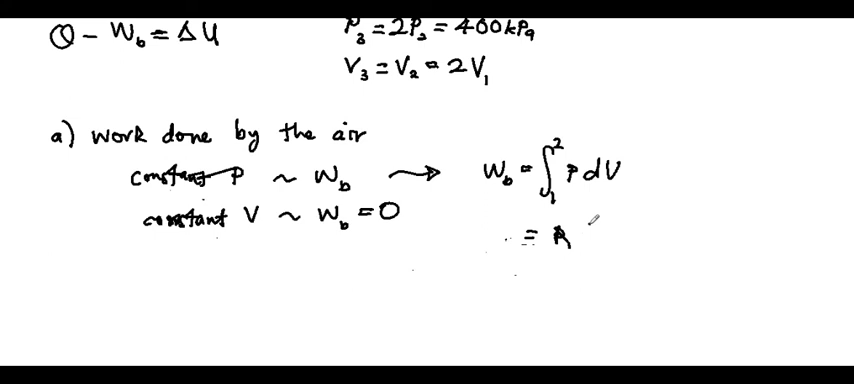 Q - W_b = ΔU
P_3 = 2P_2 = 400kPa
V_3 = V_2 = 2V_1
a) work done by the air
constant P ~ W_b → W_b = ∫_1^2 P dV
constant V ~ W_b = 0
= P